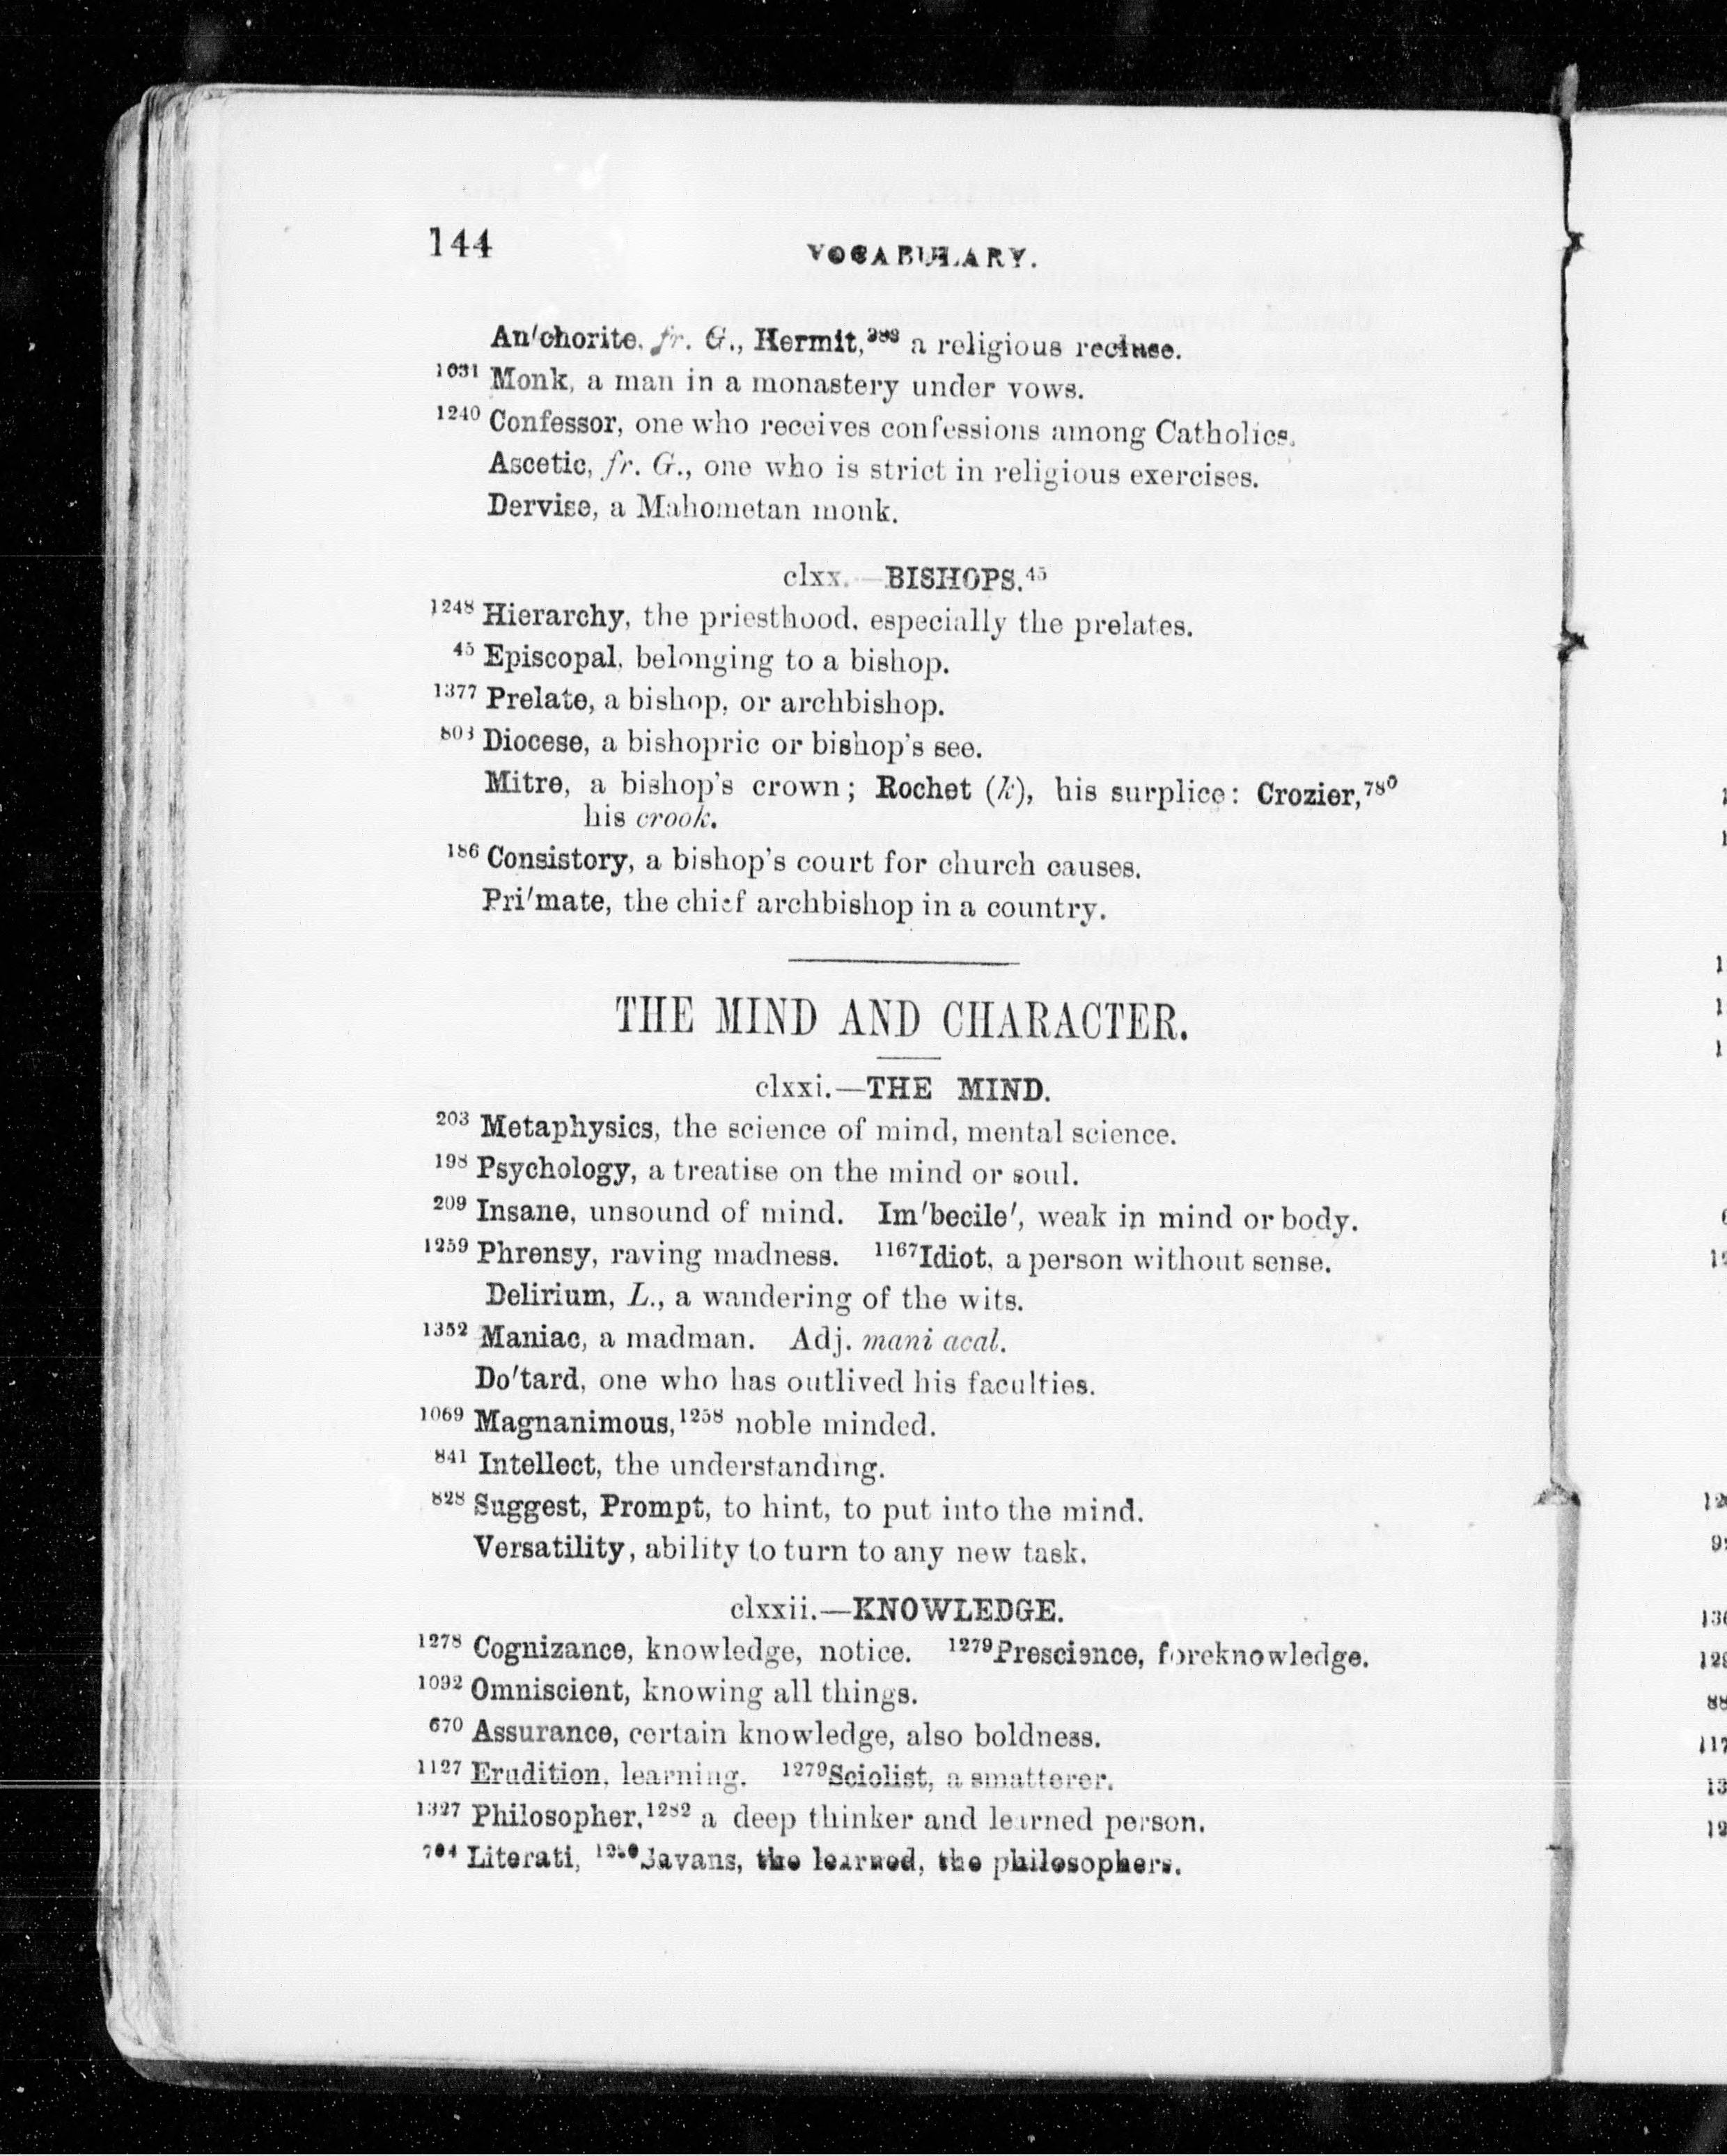 144 VOCABULARY.
An'chorite, fr. G., Hermit,³⁸³ a religious recluse.
¹⁰³¹ Monk, a man in a monastery under vows.
¹²⁴⁰ Confessor, one who receives confessions among Catholics.
Ascetic, fr. G., one who is strict in religious exercises.
Dervise, a Mahometan monk.
clxx.—BISHOPS.⁴⁵
¹²⁴⁸ Hierarchy, the priesthood, especially the prelates.
⁴⁵ Episcopal, belonging to a bishop.
¹³⁷⁷ Prelate, a bishop, or archbishop.
⁸⁰³ Diocese, a bishopric or bishop's see.
Mitre, a bishop's crown; Rochet (k), his surplice: Crozier,⁷⁸⁰
his crook.
¹⁸⁶ Consistory, a bishop's court for church causes.
Pri'mate, the chief archbishop in a country.
THE MIND AND CHARACTER.
clxxi.—THE MIND.
²⁰³ Metaphysics, the science of mind, mental science.
¹⁹⁸ Psychology, a treatise on the mind or soul.
²⁰⁹ Insane, unsound of mind. Im'becile', weak in mind or body.
¹²⁵⁹ Phrensy, raving madness. ¹¹⁶⁷Idiot, a person without sense.
Delirium, L., a wandering of the wits.
¹³⁵² Maniac, a madman. Adj. mani acal.
Do'tard, one who has outlived his faculties.
¹⁰⁶⁹ Magnanimous,¹²⁵⁸ noble minded.
⁸⁴¹ Intellect, the understanding.
⁸²⁸ Suggest, Prompt, to hint, to put into the mind.
Versatility, ability to turn to any new task.
clxxii.—KNOWLEDGE.
¹²⁷⁸ Cognizance, knowledge, notice. ¹²⁷⁹Prescience, foreknowledge.
¹⁰⁹² Omniscient, knowing all things.
⁶⁷⁰ Assurance, certain knowledge, also boldness.
¹¹²⁷ Erudition, learning. ¹²⁷⁹Sciolist, a smatterer.
¹³²⁷ Philosopher,¹²⁸² a deep thinker and learned person.
⁷⁰⁴ Literati, Savans, the learned, the philosophers.